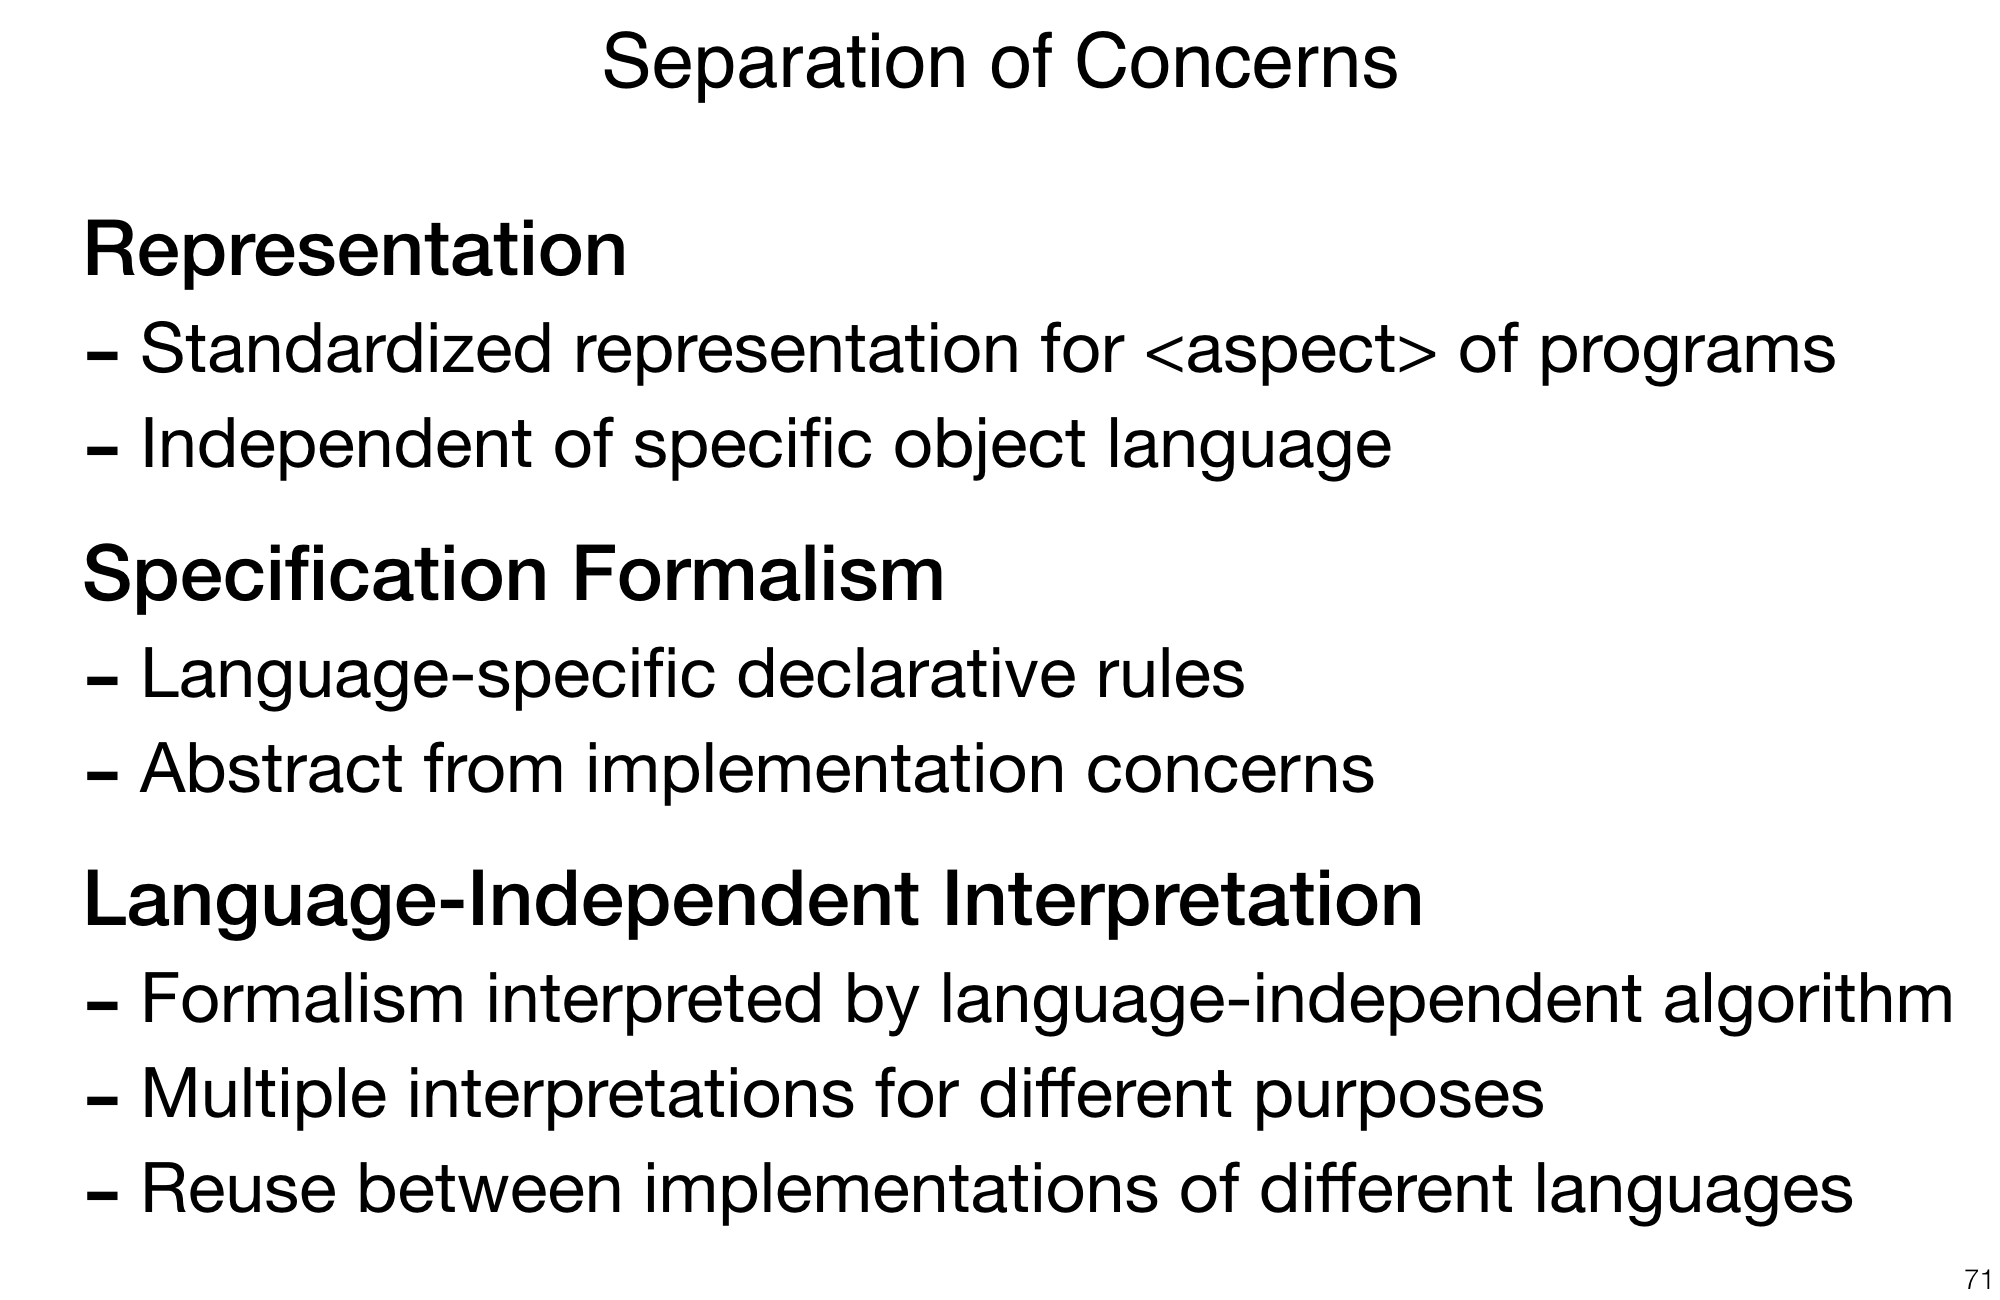 Separation of Concerns
Representation
- Standardized representation for <aspect> of programs
- Independent of specific object language
Specification Formalism
- Language-specific declarative rules
- Abstract from implementation concerns
Language-Independent Interpretation
- Formalism interpreted by language-independent algorithm
- Multiple interpretations for different purposes
- Reuse between implementations of different languages
71